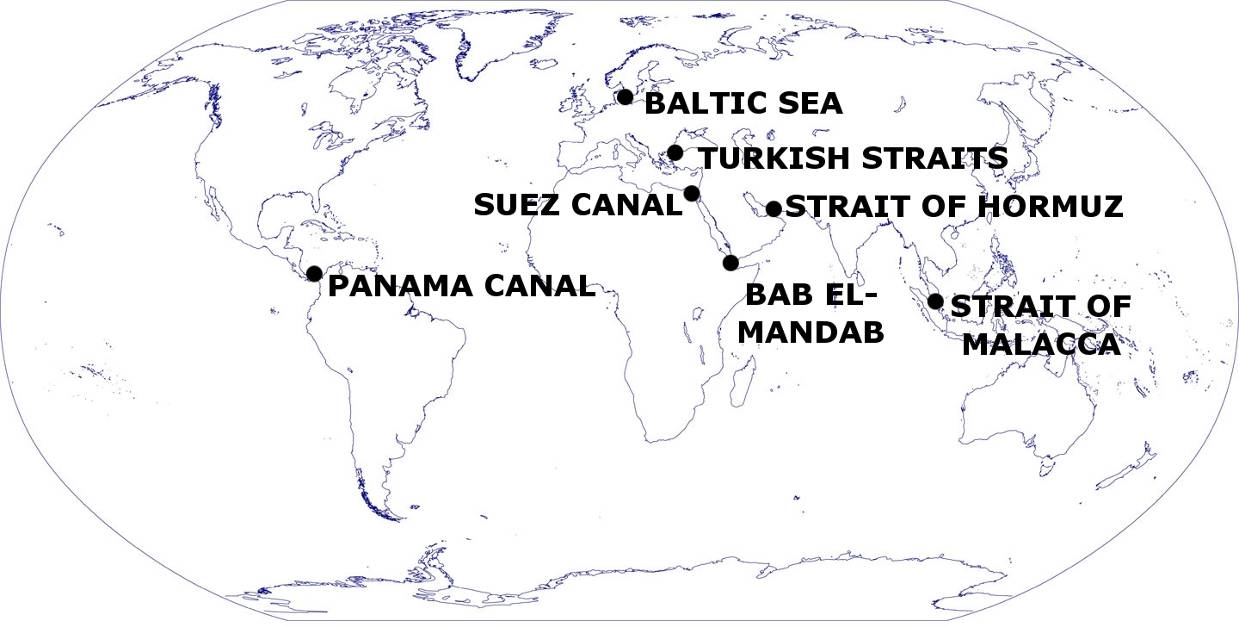 BALTIC SEA
TURKISH STRAITS
SUEZ CANAL
STRAIT OF HORMUZ
PANAMA CANAL
BAB EL-
MANDAB
STRAIT OF
MALACCA